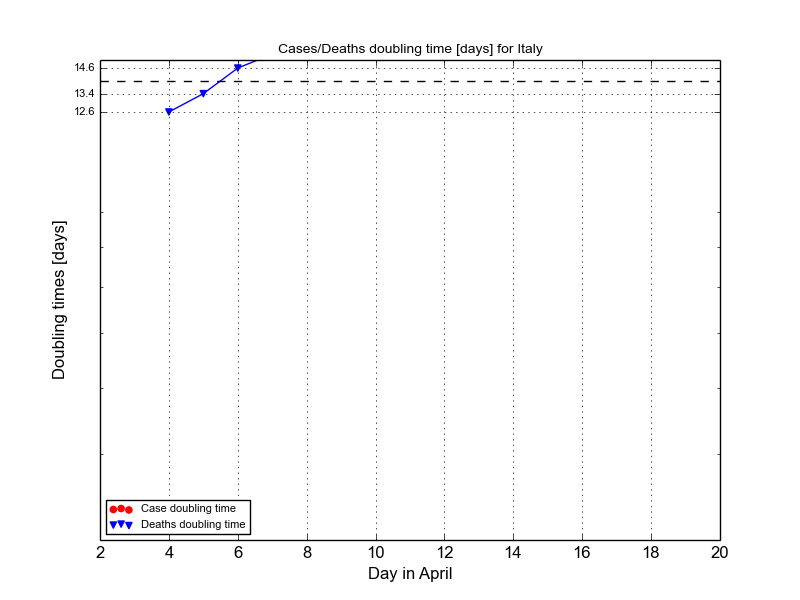 Cases/Deaths doubling time [days] for Italy
14.6
13.4
12.6
Doubling times [days]
Case doubling time
Deaths doubling time
2 4 6 8 10 12 14 16 18 20
Day in April